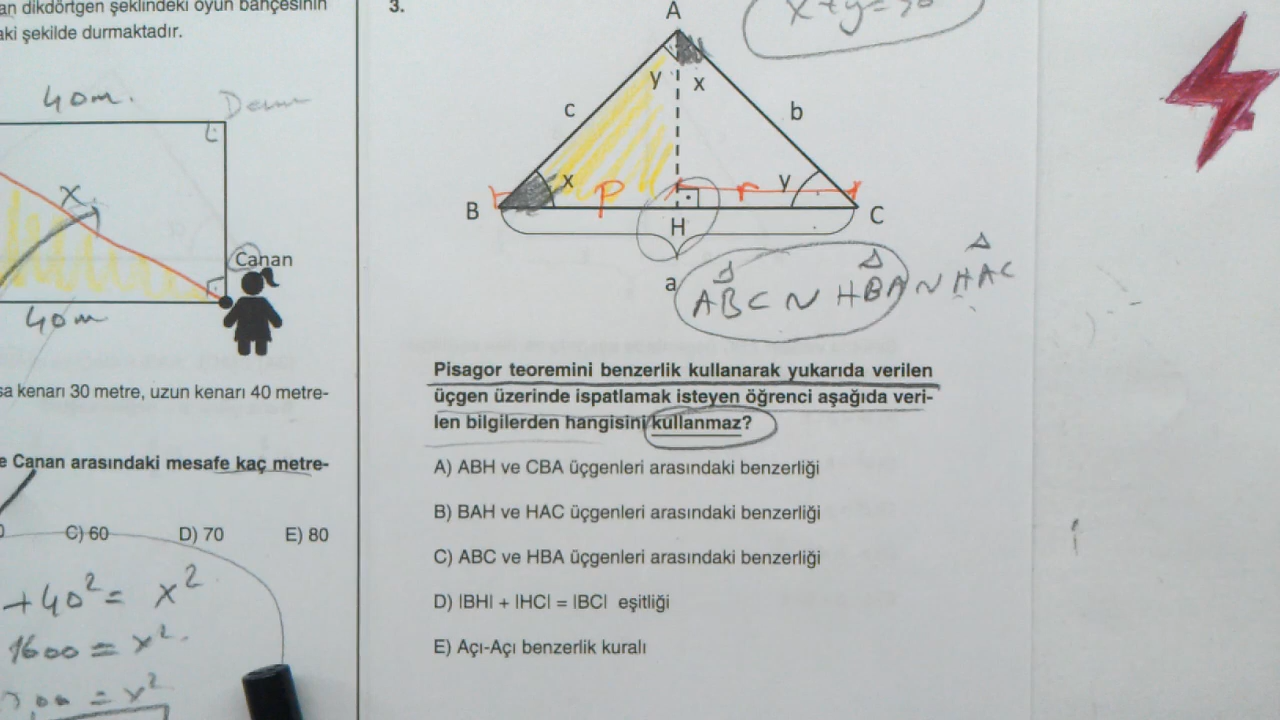 an dikdörtgen şeklindeki oyun bahçesinin
aki şekilde durmaktadır.
40m.
x
Canan
40m
sa kenarı 30 metre, uzun kenarı 40 metre-
e Canan arasındaki mesafe kaç metre-
C) 60 D) 70 E) 80
+40²= x²
1600 = x².
= x²
3.
x+y=90
A
y x
c b
x p r y
B H C
a
ABC ~ HBA ~ HAC
Pisagor teoremini benzerlik kullanarak yukarıda verilen
üçgen üzerinde ispatlamak isteyen öğrenci aşağıda veri-
len bilgilerden hangisini kullanmaz?
A) ABH ve CBA üçgenleri arasındaki benzerliği
B) BAH ve HAC üçgenleri arasındaki benzerliği
C) ABC ve HBA üçgenleri arasındaki benzerliği
D) |BH| + |HC| = |BC| eşitliği
E) Açı-Açı benzerlik kuralı